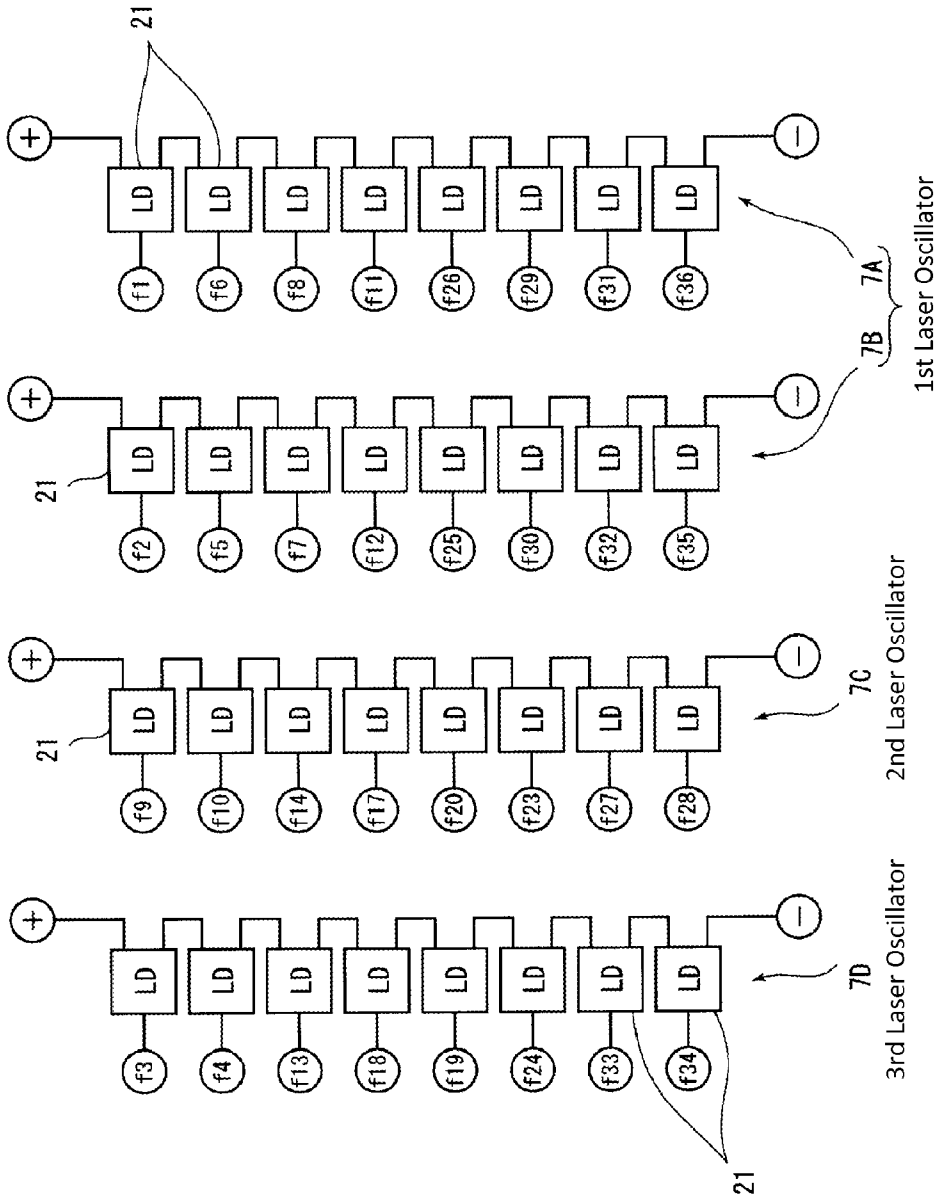 + + + +
21 21 21
f3 LD f9 LD f2 LD f1 LD
f4 LD f10 LD f5 LD f6 LD
f13 LD f14 LD f7 LD f8 LD
f18 LD f17 LD f12 LD f11 LD
f19 LD f20 LD f25 LD f26 LD
f24 LD f23 LD f30 LD f29 LD
f33 LD f27 LD f32 LD f31 LD
f34 LD f28 LD f35 LD f36 LD
21
− − − −
7D 7C 7B 7A
3rd Laser Oscillator
2nd Laser Oscillator
1st Laser Oscillator